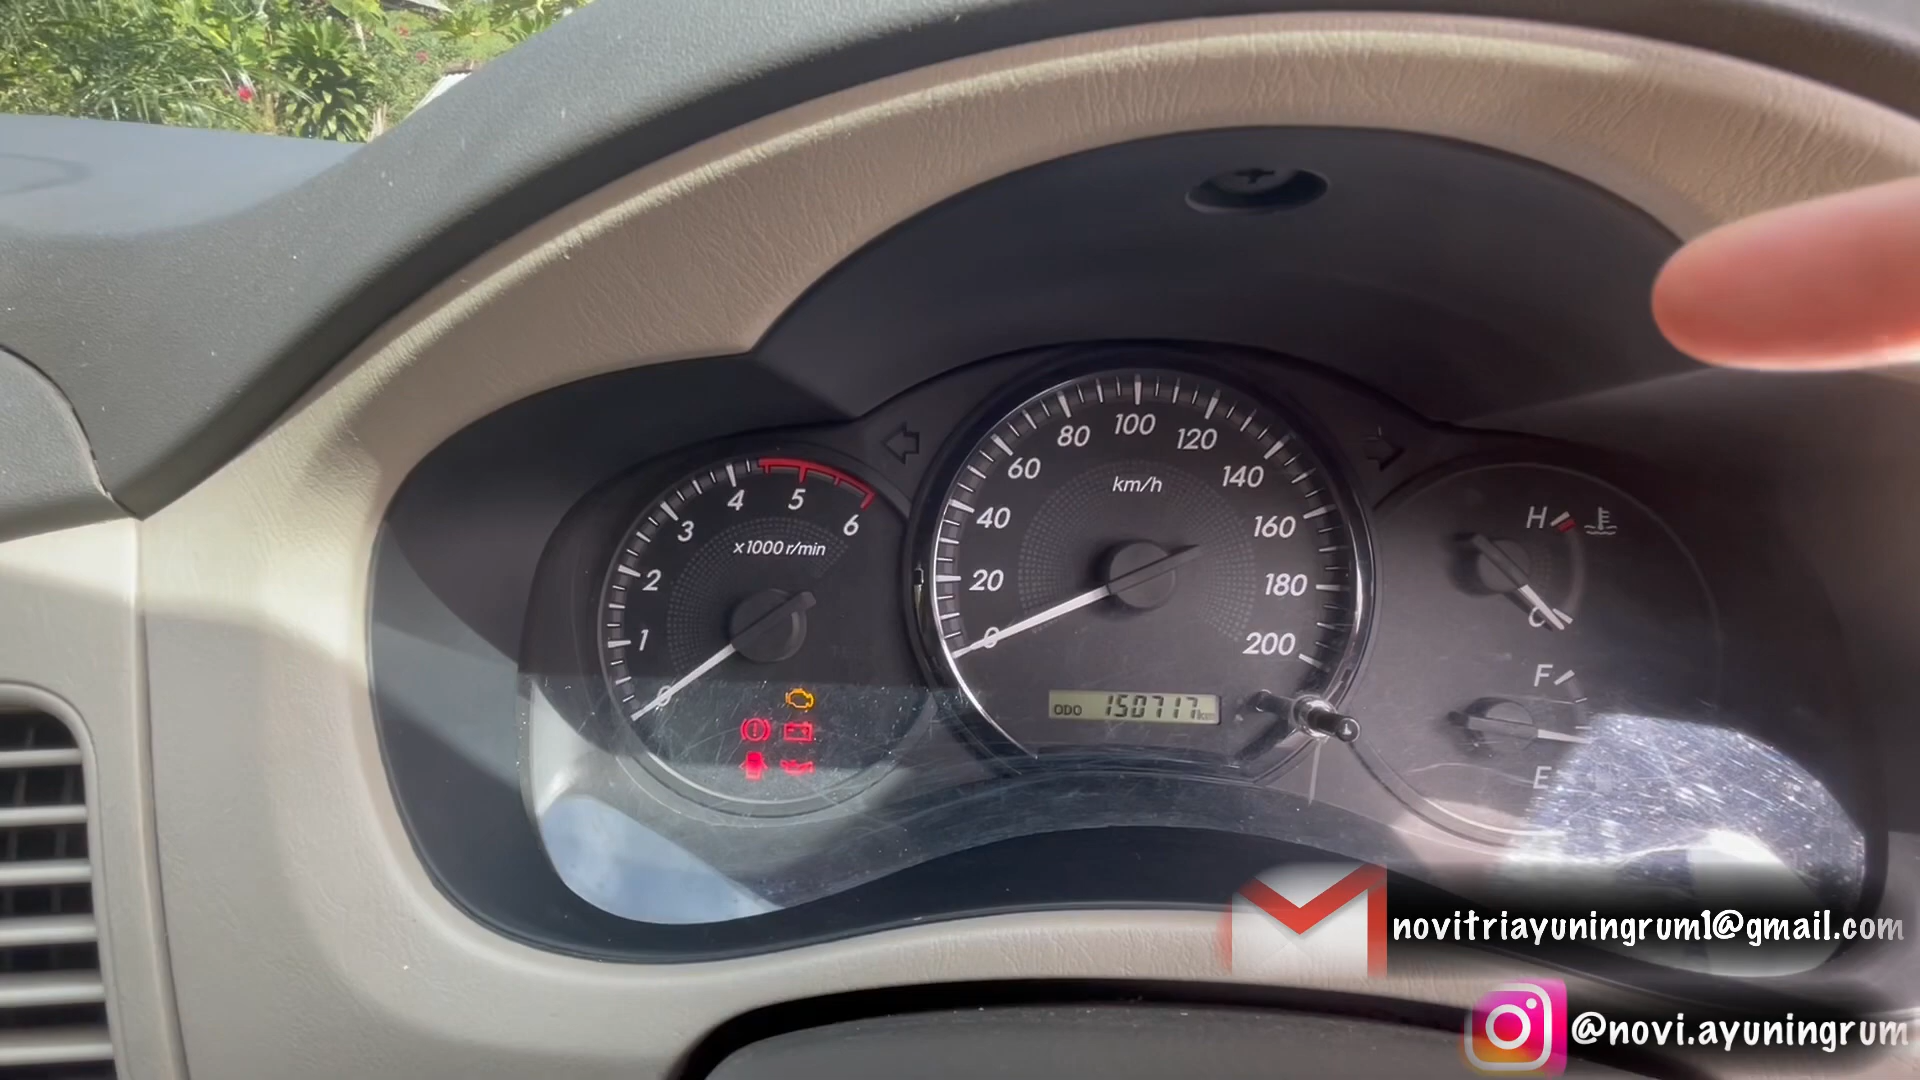 4 5 6
3
2
1
0
x1000 r/min
0 20 40 60 80 100 120 140 160 180 200
km/h
ODO 150717 km
H
C
F
E
novitriayuningrum1@gmail.com
@novi.ayuningrum